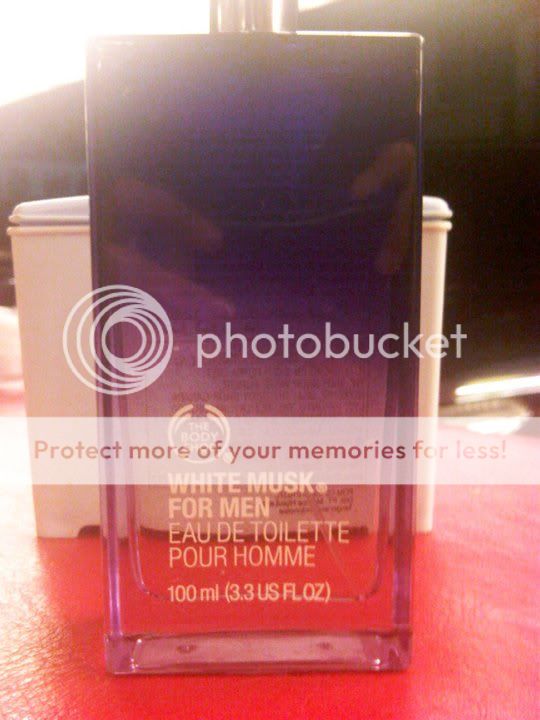 photobucket
Protect more of your memories for less!
THE
BODY
WHITE MUSK®
FOR MEN
EAU DE TOILETTE
POUR HOMME
100 ml (3.3 US FL OZ)